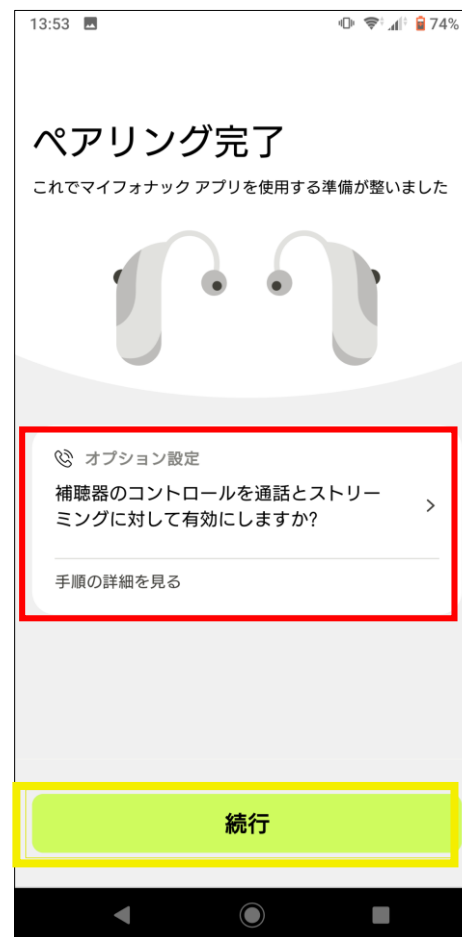 13:53 74%
ペアリング完了
これでマイフォナック アプリを使用する準備が整いました
オプション設定
補聴器のコントロールを通話とストリー
ミングに対して有効にしますか?
手順の詳細を見る
続行